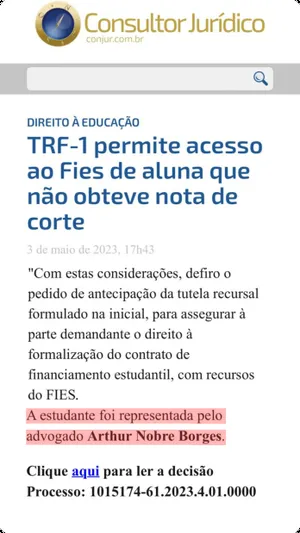 Consultor Jurídico
conjur.com.br
DIREITO À EDUCAÇÃO
TRF-1 permite acesso
ao Fies de aluna que
não obteve nota de
corte
3 de maio de 2023, 17h43
"Com estas considerações, defiro o
pedido de antecipação da tutela recursal
formulado na inicial, para assegurar à
parte demandante o direito à
formalização do contrato de
financiamento estudantil, com recursos
do FIES.
A estudante foi representada pelo
advogado Arthur Nobre Borges.
Clique aqui para ler a decisão
Processo: 1015174-61.2023.4.01.0000